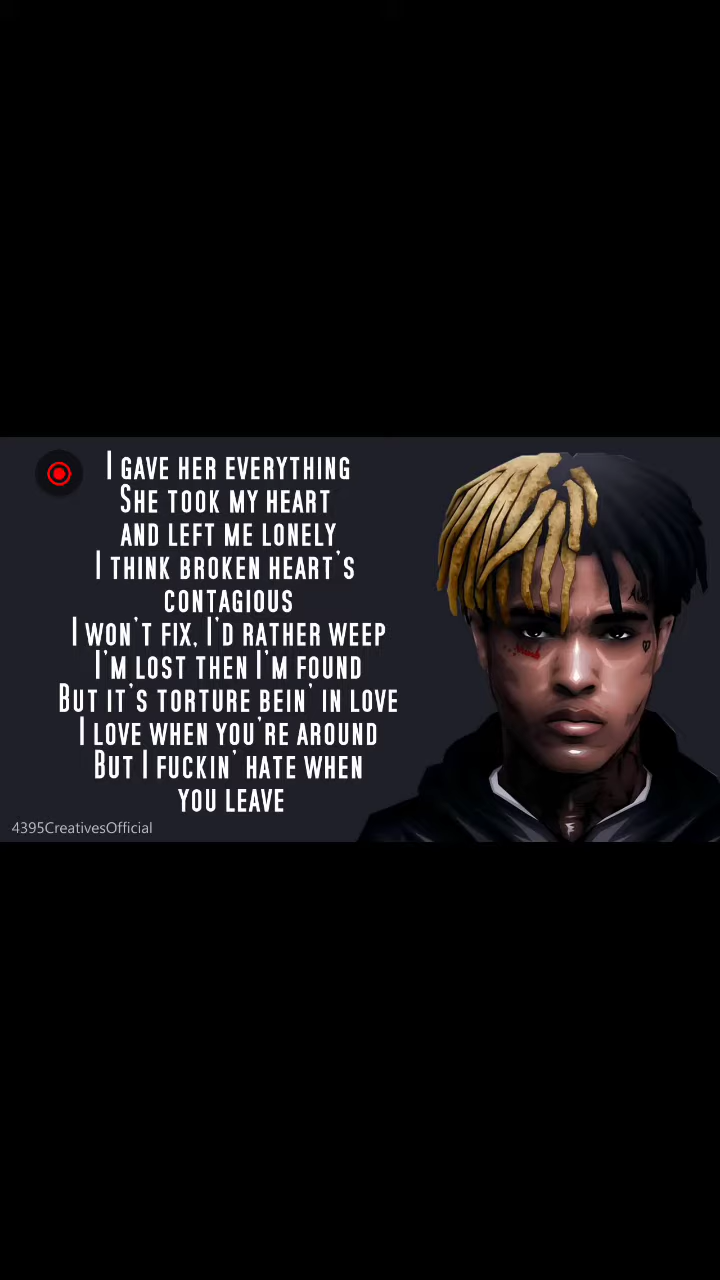 I GAVE HER EVERYTHING
SHE TOOK MY HEART
AND LEFT ME LONELY
I THINK BROKEN HEART'S
CONTAGIOUS
I WON'T FIX, I'D RATHER WEEP
I'M LOST THEN I'M FOUND
BUT IT'S TORTURE BEIN' IN LOVE
I LOVE WHEN YOU'RE AROUND
BUT I FUCKIN' HATE WHEN
YOU LEAVE
4395CreativesOfficial